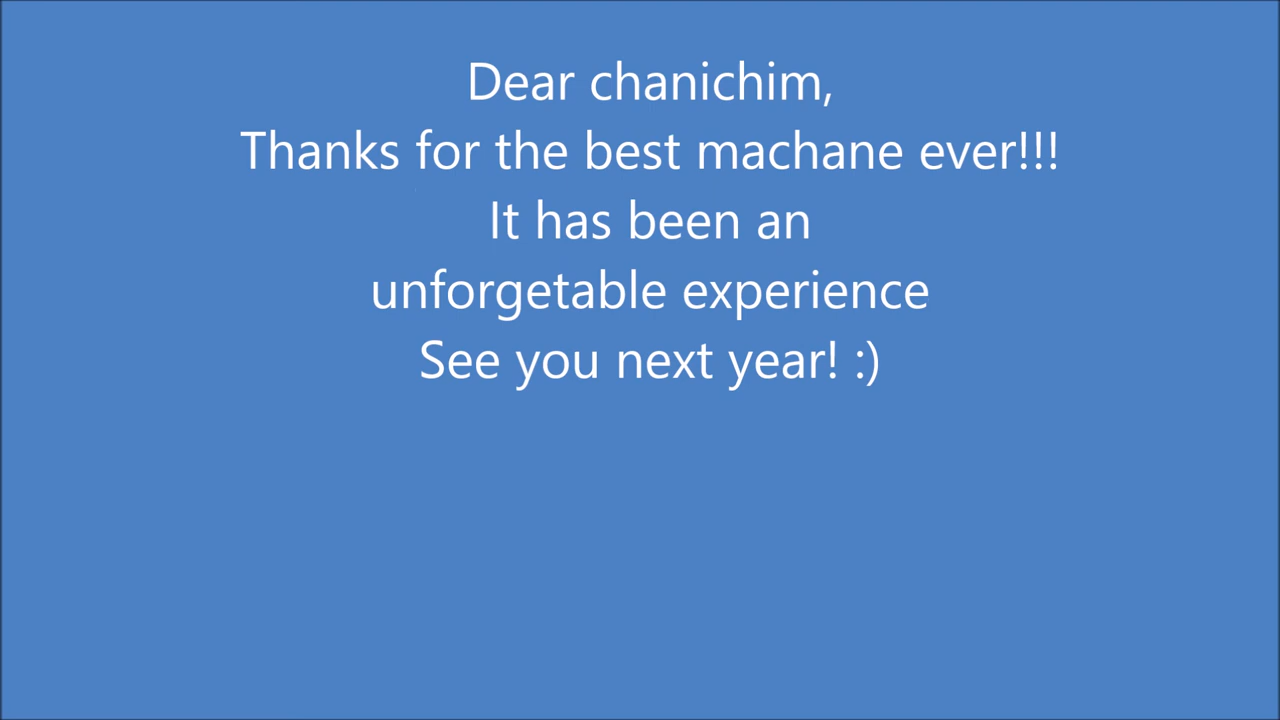 Dear chanichim,
Thanks for the best machane ever!!!
It has been an
unforgetable experience
See you next year! :)